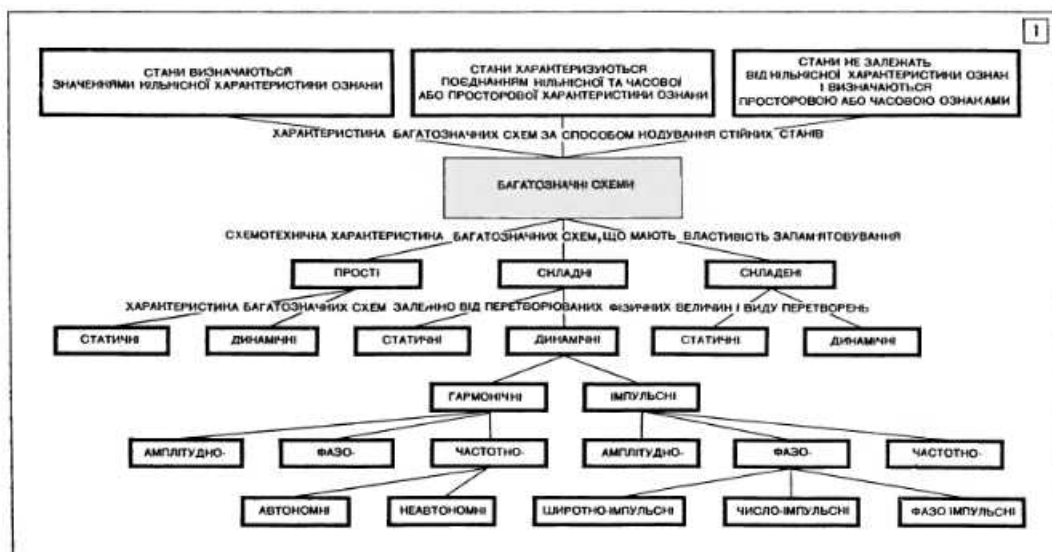 1
СТАНИ ВИЗНАЧАЮТЬСЯ
ЗНАЧЕННЯМИ КІЛЬКІСНОЇ ХАРАКТЕРИСТИКИ ОЗНАКИ
СТАНИ ХАРАКТЕРИЗУЮТЬСЯ
ПОЄДНАННЯМ КІЛЬКІСНОЇ ТА ЧАСОВОЇ
АБО ПРОСТОРОВОЇ ХАРАКТЕРИСТИКИ ОЗНАКИ
СТАНИ НЕ ЗАЛЕЖАТЬ
ВІД КІЛЬКІСНОЇ ХАРАКТЕРИСТИКИ ОЗНАК
І ВИЗНАЧАЮТЬСЯ
ПРОСТОРОВОЮ АБО ЧАСОВОЮ ОЗНАКАМИ
ХАРАКТЕРИСТИКА БАГАТОЗНАЧНИХ СХЕМ ЗА СПОСОБОМ КОДУВАННЯ СТІЙКИХ СТАНІВ
БАГАТОЗНАЧНІ СХЕМИ
СХЕМОТЕХНІЧНА ХАРАКТЕРИСТИКА БАГАТОЗНАЧНИХ СХЕМ, ЩО МАЮТЬ ВЛАСТИВІСТЬ ЗАПАМ'ЯТОВУВАННЯ
ПРОСТІ
СКЛАДНІ
СКЛАДЕНІ
ХАРАКТЕРИСТИКА БАГАТОЗНАЧНИХ СХЕМ ЗАЛЕЖНО ВІД ПЕРЕТВОРЮВАНИХ ФІЗИЧНИХ ВЕЛИЧИН І ВИДУ ПЕРЕТВОРЕНЬ
СТАТИЧНІ
ДИНАМІЧНІ
СТАТИЧНІ
ДИНАМІЧНІ
СТАТИЧНІ
ДИНАМІЧНІ
ГАРМОНІЧНІ
ІМПУЛЬСНІ
АМПЛІТУДНО-
ФАЗО-
ЧАСТОТНО-
АМПЛІТУДНО-
ФАЗО-
ЧАСТОТНО-
АВТОНОМНІ
НЕАВТОНОМНІ
ШИРОТНО-ІМПУЛЬСНІ
ЧИСЛО-ІМПУЛЬСНІ
ФАЗО ІМПУЛЬСНІ